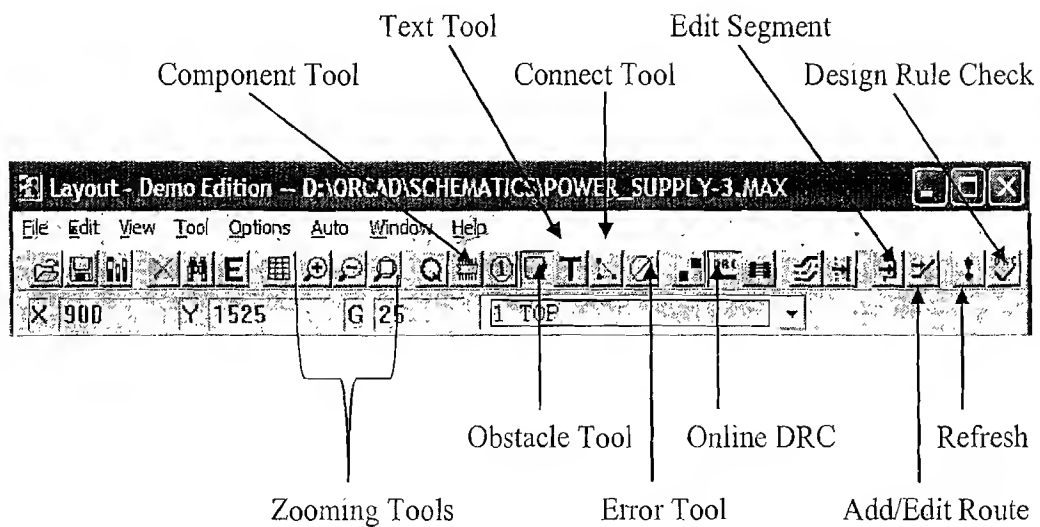 Text Tool Edit Segment
Component Tool Connect Tool Design Rule Check
Layout - Demo Edition -- D:\ORCAD\SCHEMATICS\POWER_SUPPLY-3.MAX
File Edit View Tool Options Auto Window Help
E Q 1 T DRC
X 900 Y 1525 G 25 1 TOP
Obstacle Tool Online DRC Refresh
Zooming Tools Error Tool Add/Edit Route